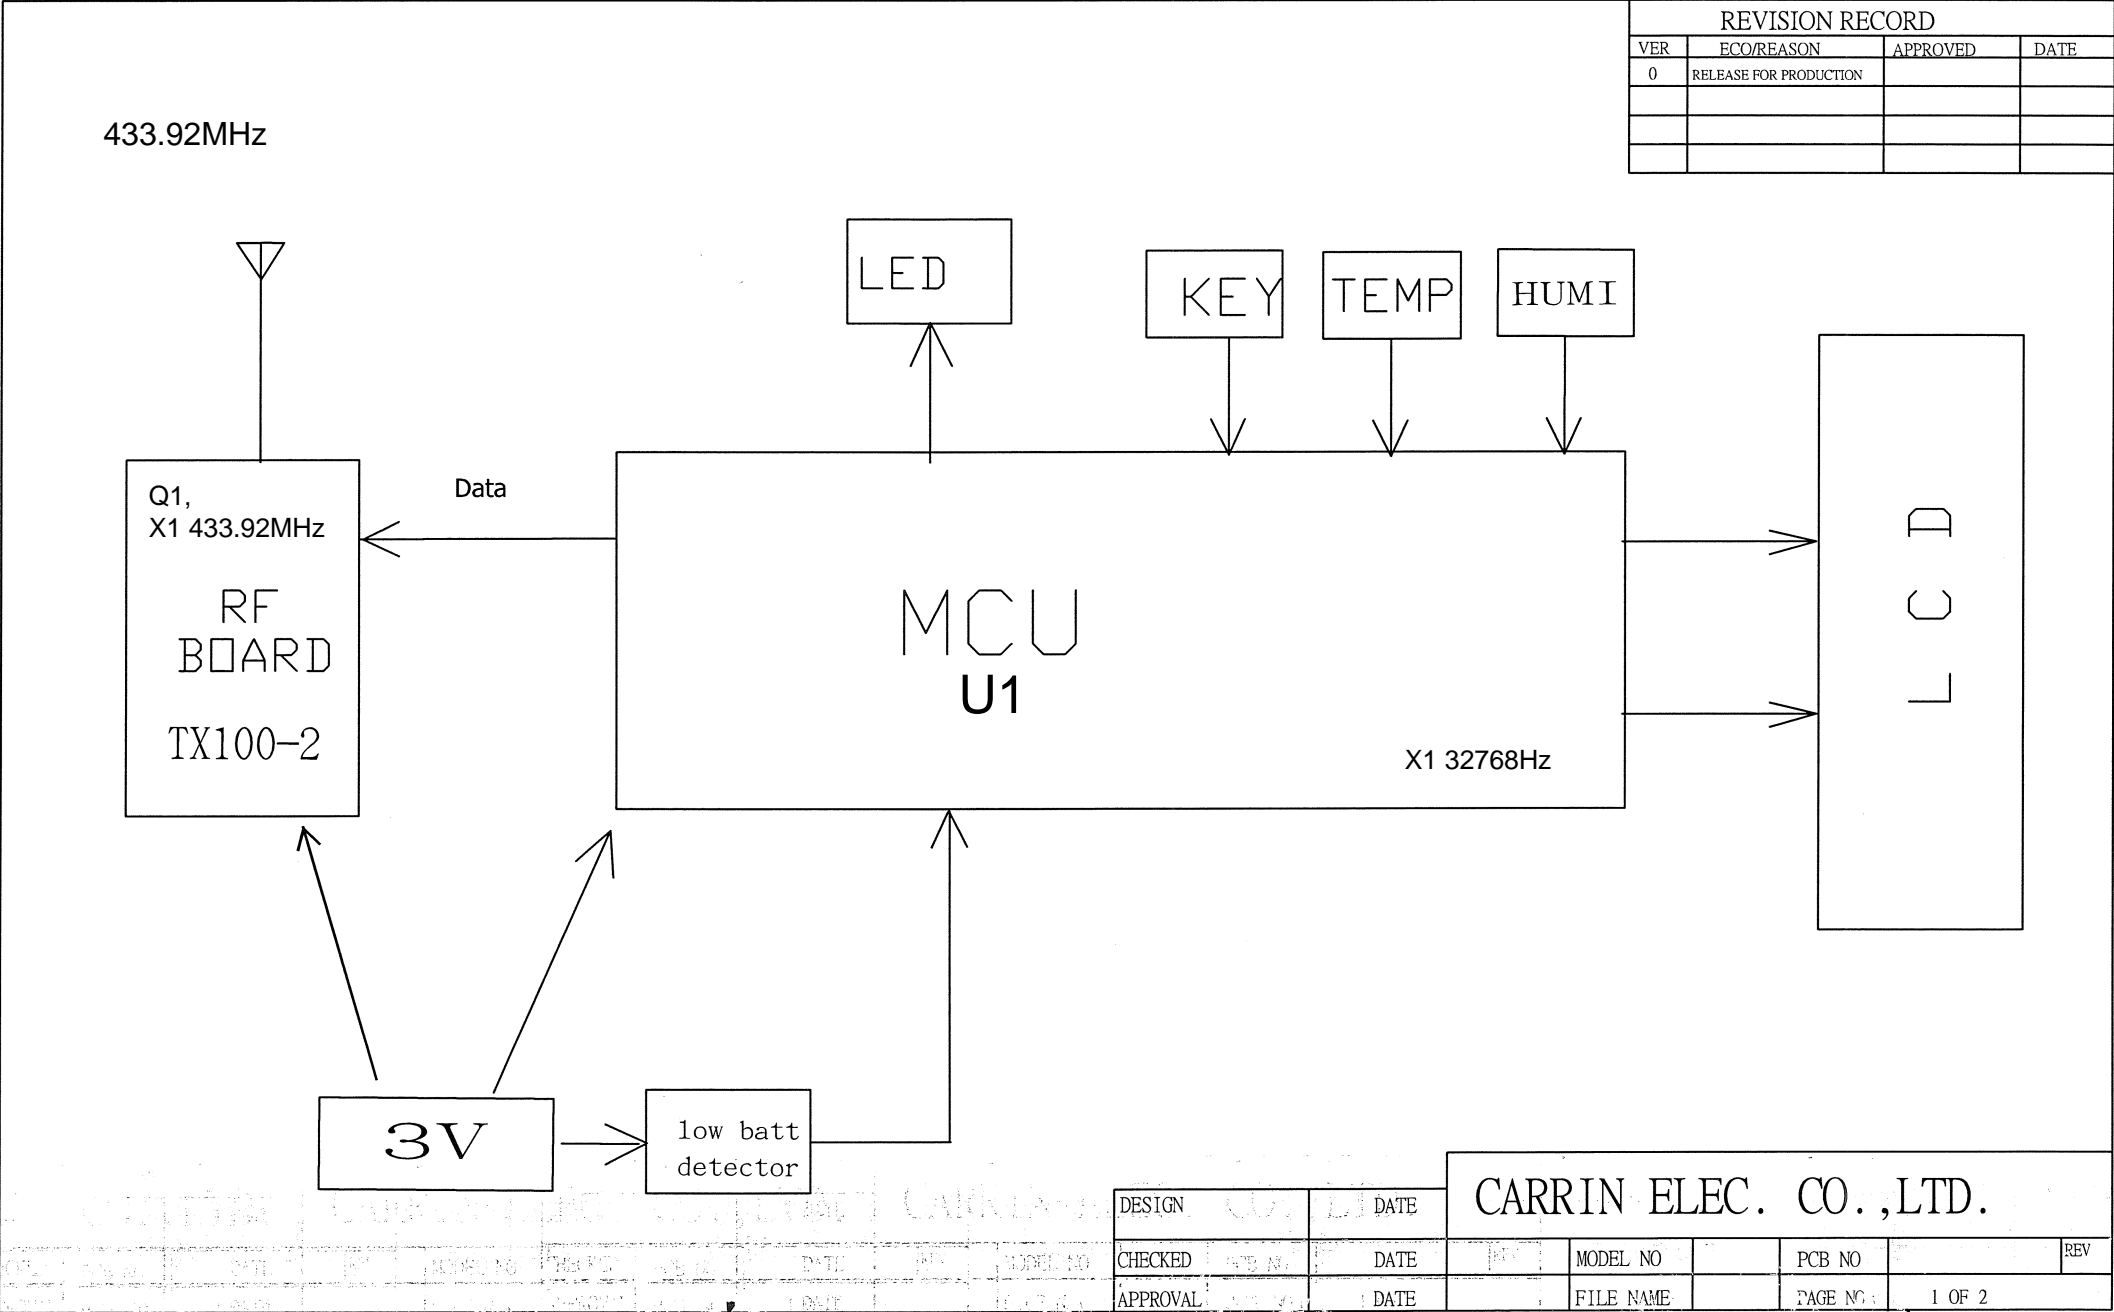 REVISION RECORD
VER ECO/REASON APPROVED DATE
0 RELEASE FOR PRODUCTION
433.92MHz
LED
KEY
TEMP
HUMI
Q1,
X1 433.92MHz
RF
BOARD
TX100-2
Data
MCU
U1
X1 32768Hz
LCD
3V
low batt
detector
DESIGN DATE
CARRIN ELEC. CO.,LTD.
CHECKED DATE MODEL NO PCB NO REV
APPROVAL DATE FILE NAME PAGE NO 1 OF 2